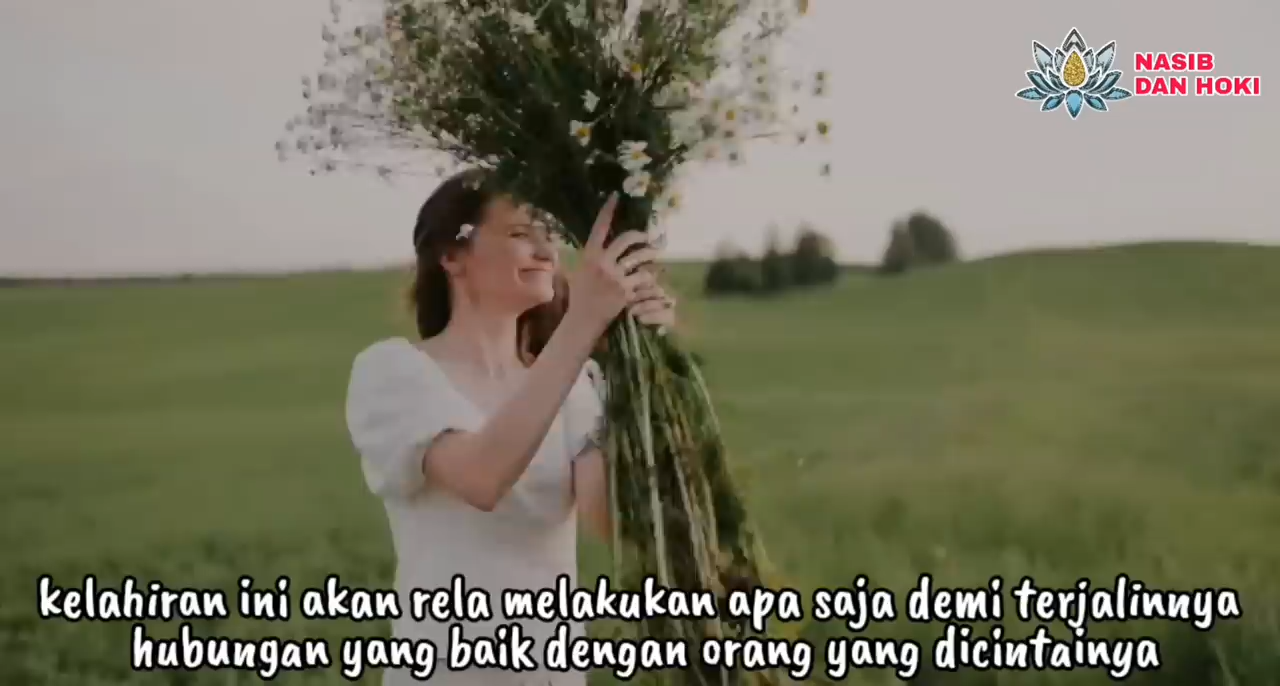 NASIB
DAN HOKI
kelahiran ini akan rela melakukan apa saja demi terjalinnya
hubungan yang baik dengan orang yang dicintainya